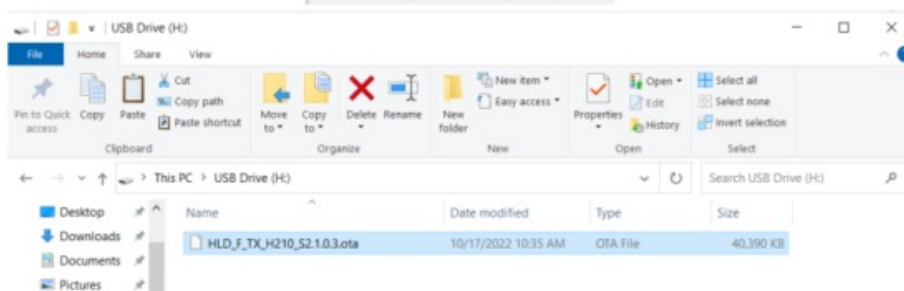 USB Drive (H:)
File Home Share View
Pin to Quick access
Copy
Paste
Cut
Copy path
Paste shortcut
Clipboard
Move to
Copy to
Delete
Rename
Organize
New folder
New item
Easy access
New
Properties
Open
Edit
History
Open
Select all
Select none
Invert selection
Select
This PC > USB Drive (H:)
Search USB Drive (H:)
Desktop
Downloads
Documents
Pictures
Name Date modified Type Size
HLD_F_TX_H210_S2.1.0.3.ota 10/17/2022 10:35 AM OTA File 40,390 KB